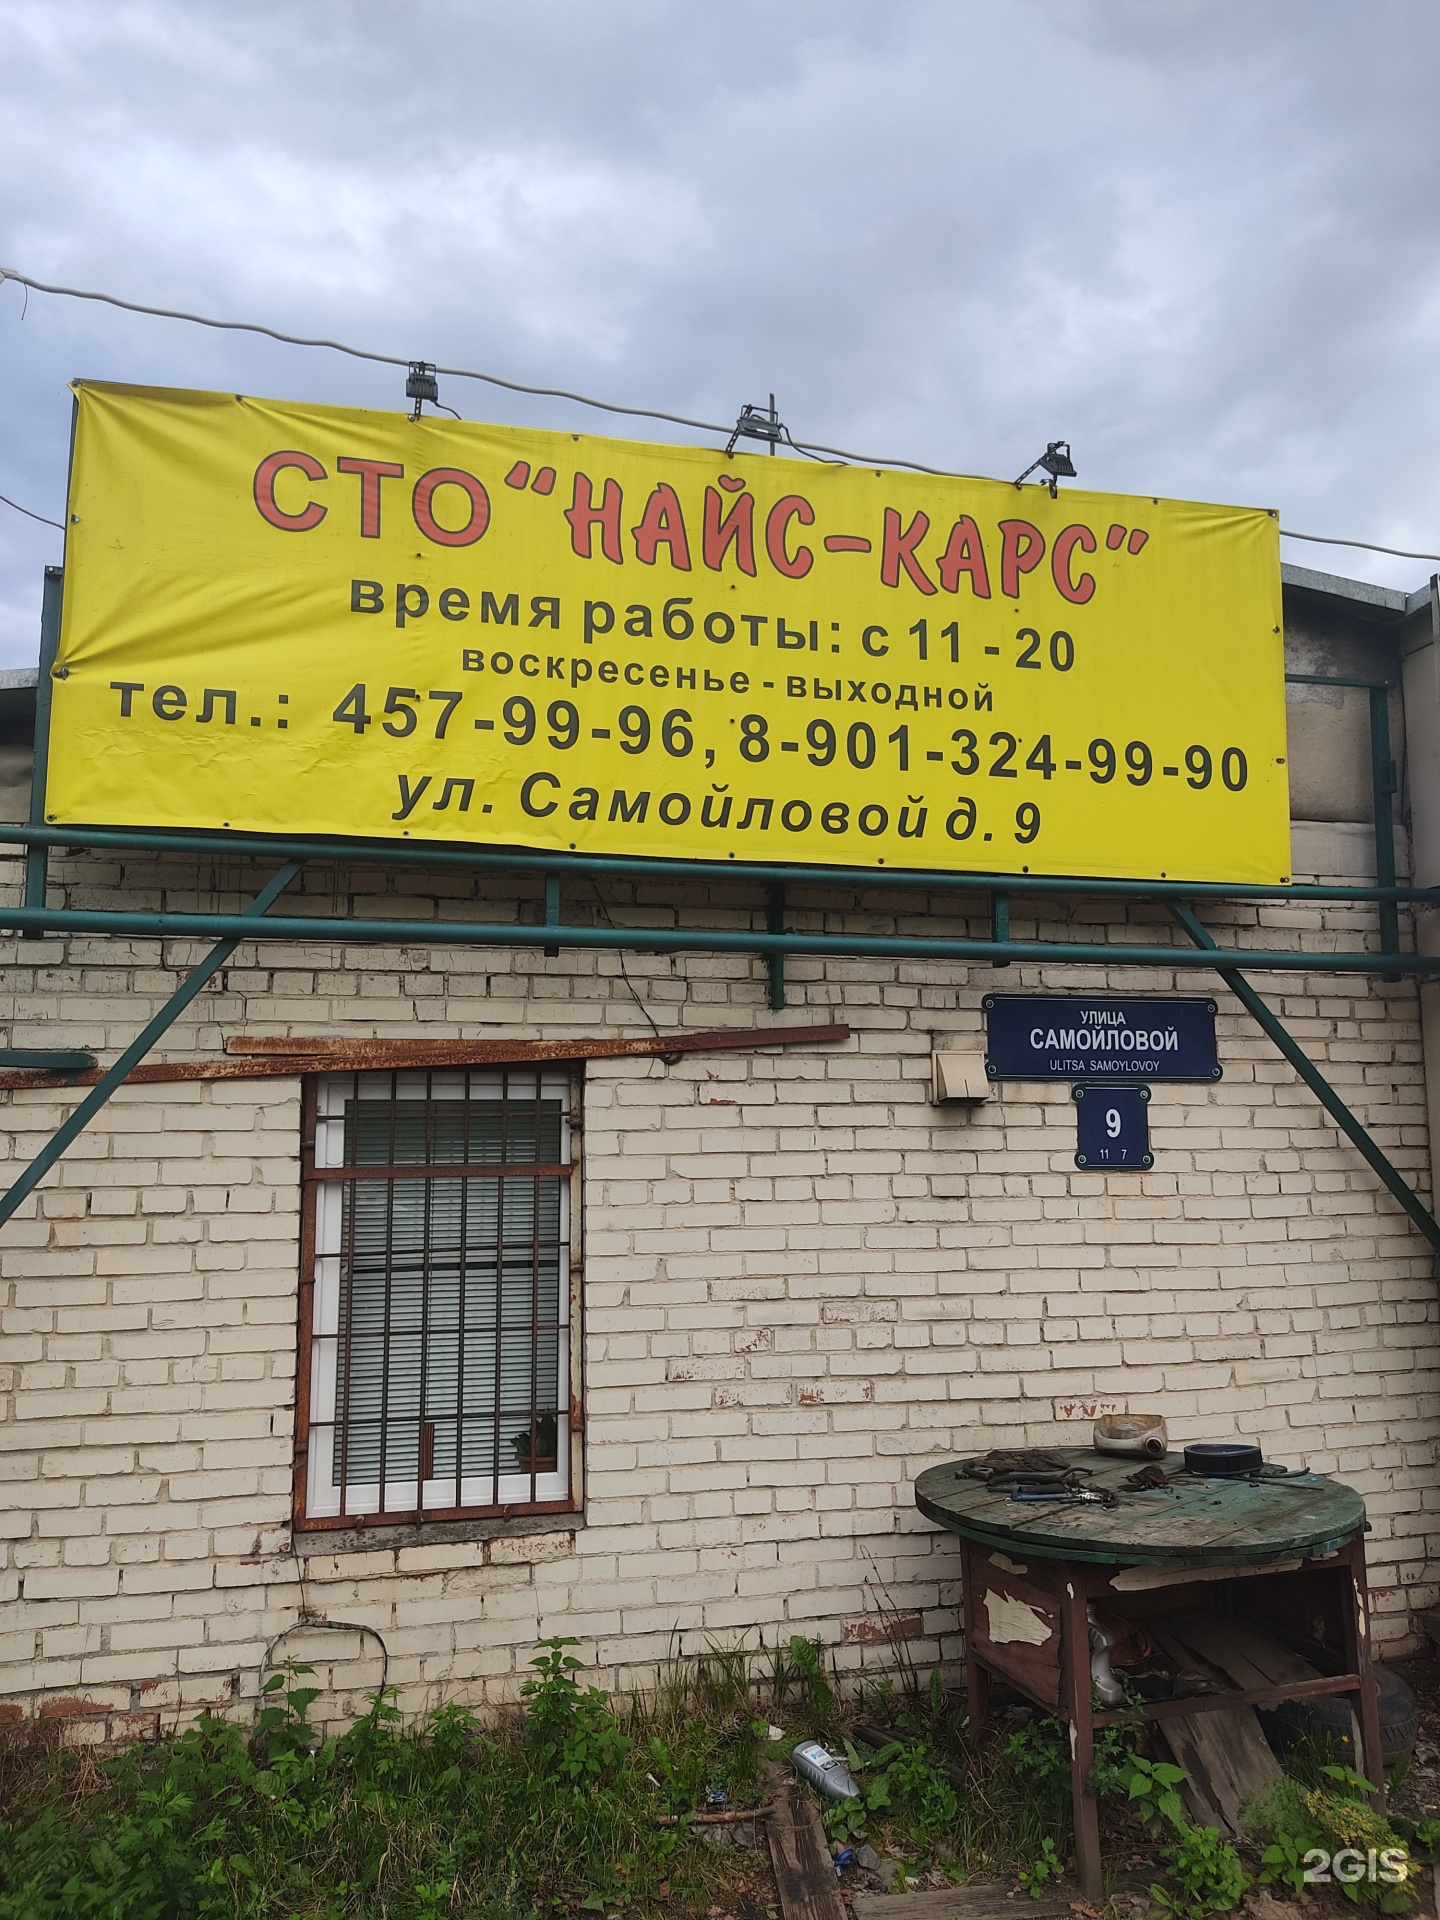 СТО "НАЙС-КАРС"
время работы: с 11 - 20
воскресенье - выходной
тел.: 457-99-96, 8-901-324-99-90
ул. Самойловой д. 9
УЛИЦА
САМОЙЛОВОЙ
ULITSA SAMOYLOVOY
9
11 7
2GIS